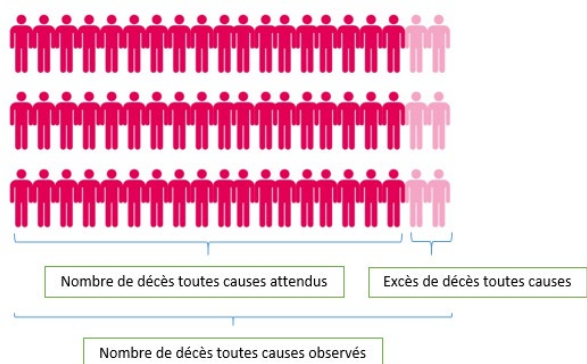 Nombre de décès toutes causes attendus
Excès de décès toutes causes
Nombre de décès toutes causes observés